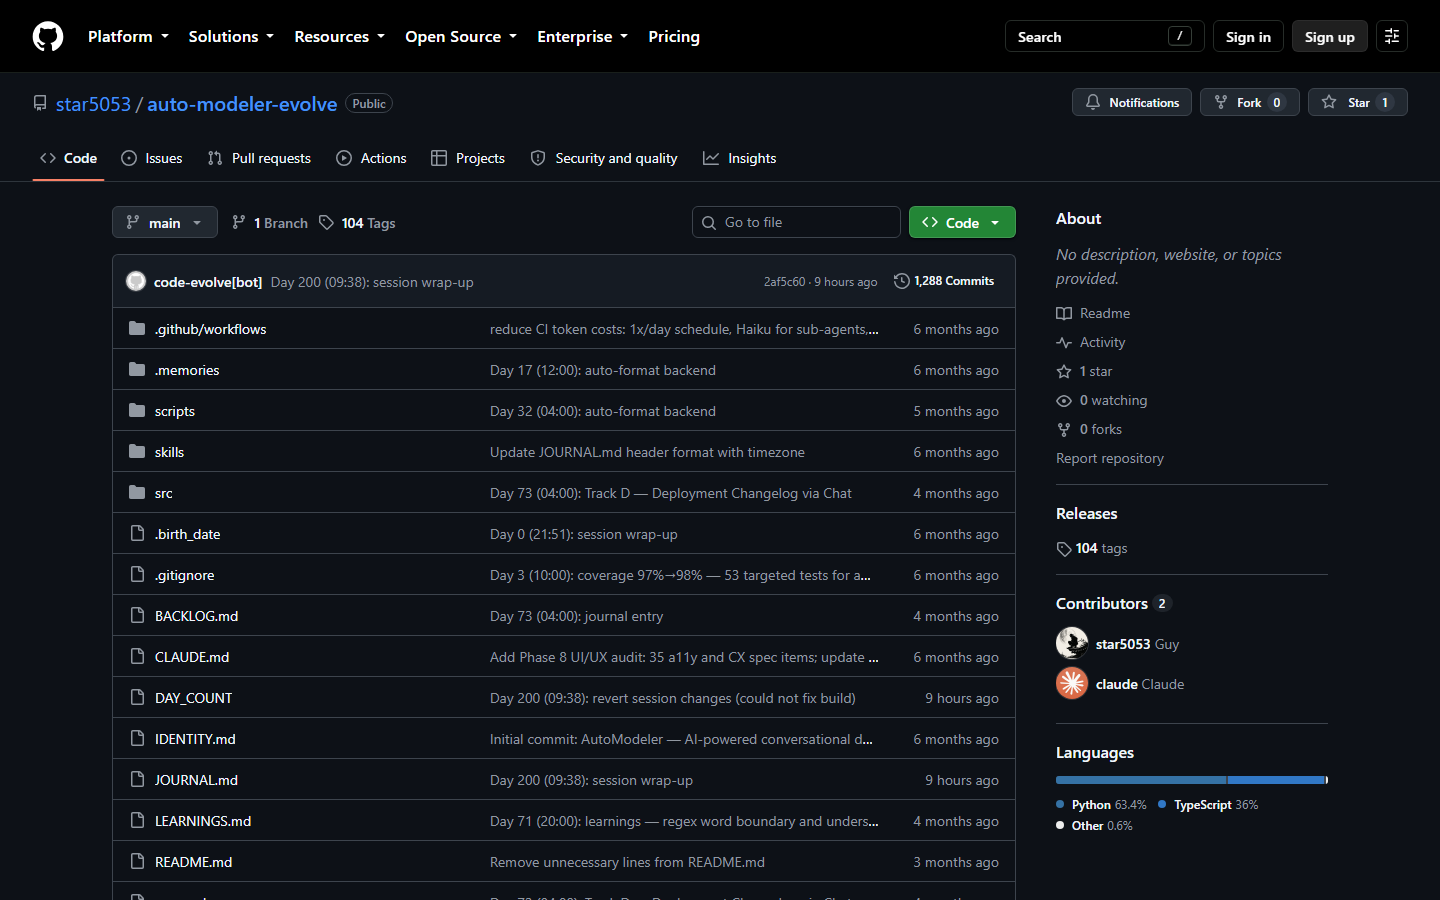 Platform
Solutions
Resources
Open Source
Enterprise
Pricing
Search
/
Sign in
Sign up
star5053 / auto-modeler-evolve
Public
Notifications
Fork 0
Star 1
Code
Issues
Pull requests
Actions
Projects
Security and quality
Insights
main
1 Branch
104 Tags
Go to file
Code
code-evolve[bot] Day 200 (09:38): session wrap-up
2af5c60 · 9 hours ago
1,288 Commits
.github/workflows reduce CI token costs: 1x/day schedule, Haiku for sub-agents,… 6 months ago
.memories Day 17 (12:00): auto-format backend 6 months ago
scripts Day 32 (04:00): auto-format backend 5 months ago
skills Update JOURNAL.md header format with timezone 6 months ago
src Day 73 (04:00): Track D — Deployment Changelog via Chat 4 months ago
.birth_date Day 0 (21:51): session wrap-up 6 months ago
.gitignore Day 3 (10:00): coverage 97%→98% — 53 targeted tests for a… 6 months ago
BACKLOG.md Day 73 (04:00): journal entry 4 months ago
CLAUDE.md Add Phase 8 UI/UX audit: 35 a11y and CX spec items; update … 6 months ago
DAY_COUNT Day 200 (09:38): revert session changes (could not fix build) 9 hours ago
IDENTITY.md Initial commit: AutoModeler — AI-powered conversational d… 6 months ago
JOURNAL.md Day 200 (09:38): session wrap-up 9 hours ago
LEARNINGS.md Day 71 (20:00): learnings — regex word boundary and unders… 4 months ago
README.md Remove unnecessary lines from README.md 3 months ago
About
No description, website, or topics
provided.
Readme
Activity
1 star
0 watching
0 forks
Report repository
Releases
104 tags
Contributors 2
star5053 Guy
claude Claude
Languages
Python 63.4%
TypeScript 36%
Other 0.6%